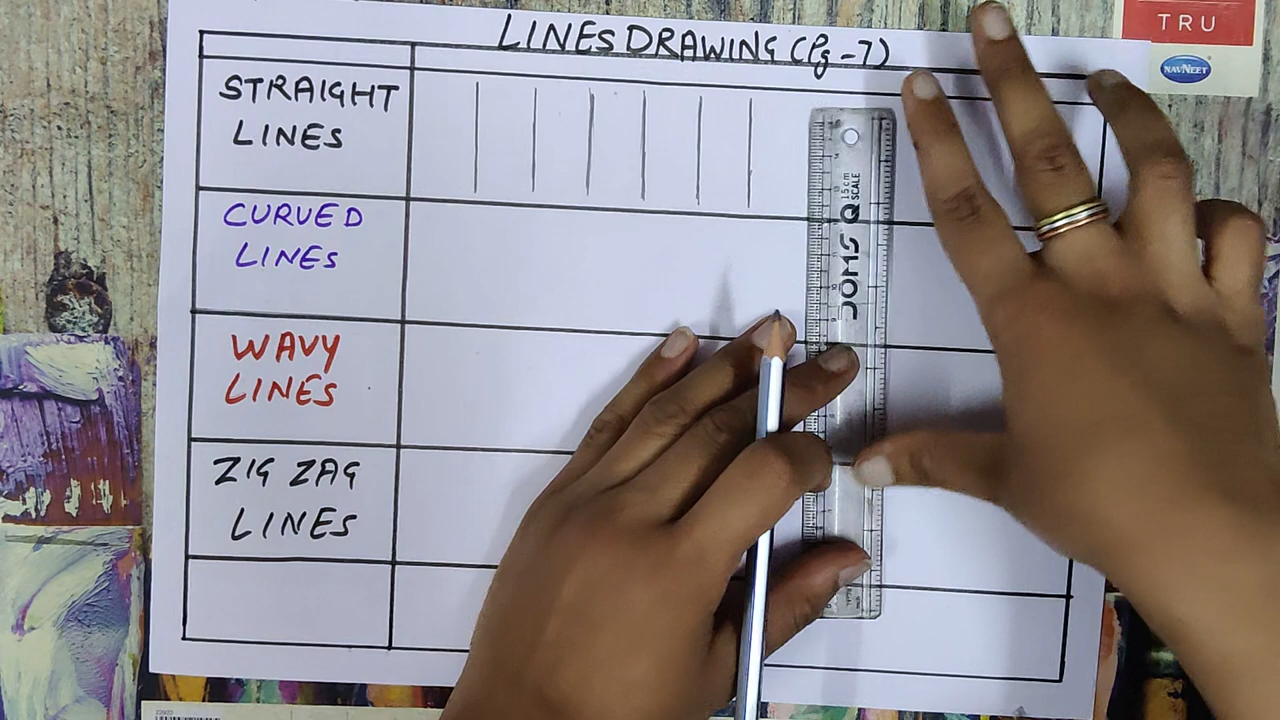 LINES DRAWING (Pg-7)
TRU
NAVNEET
STRAIGHT
LINES
CURVED
LINES
WAVY
LINES
ZIG ZAG
LINES
DOMS Q
15cm
SCALE